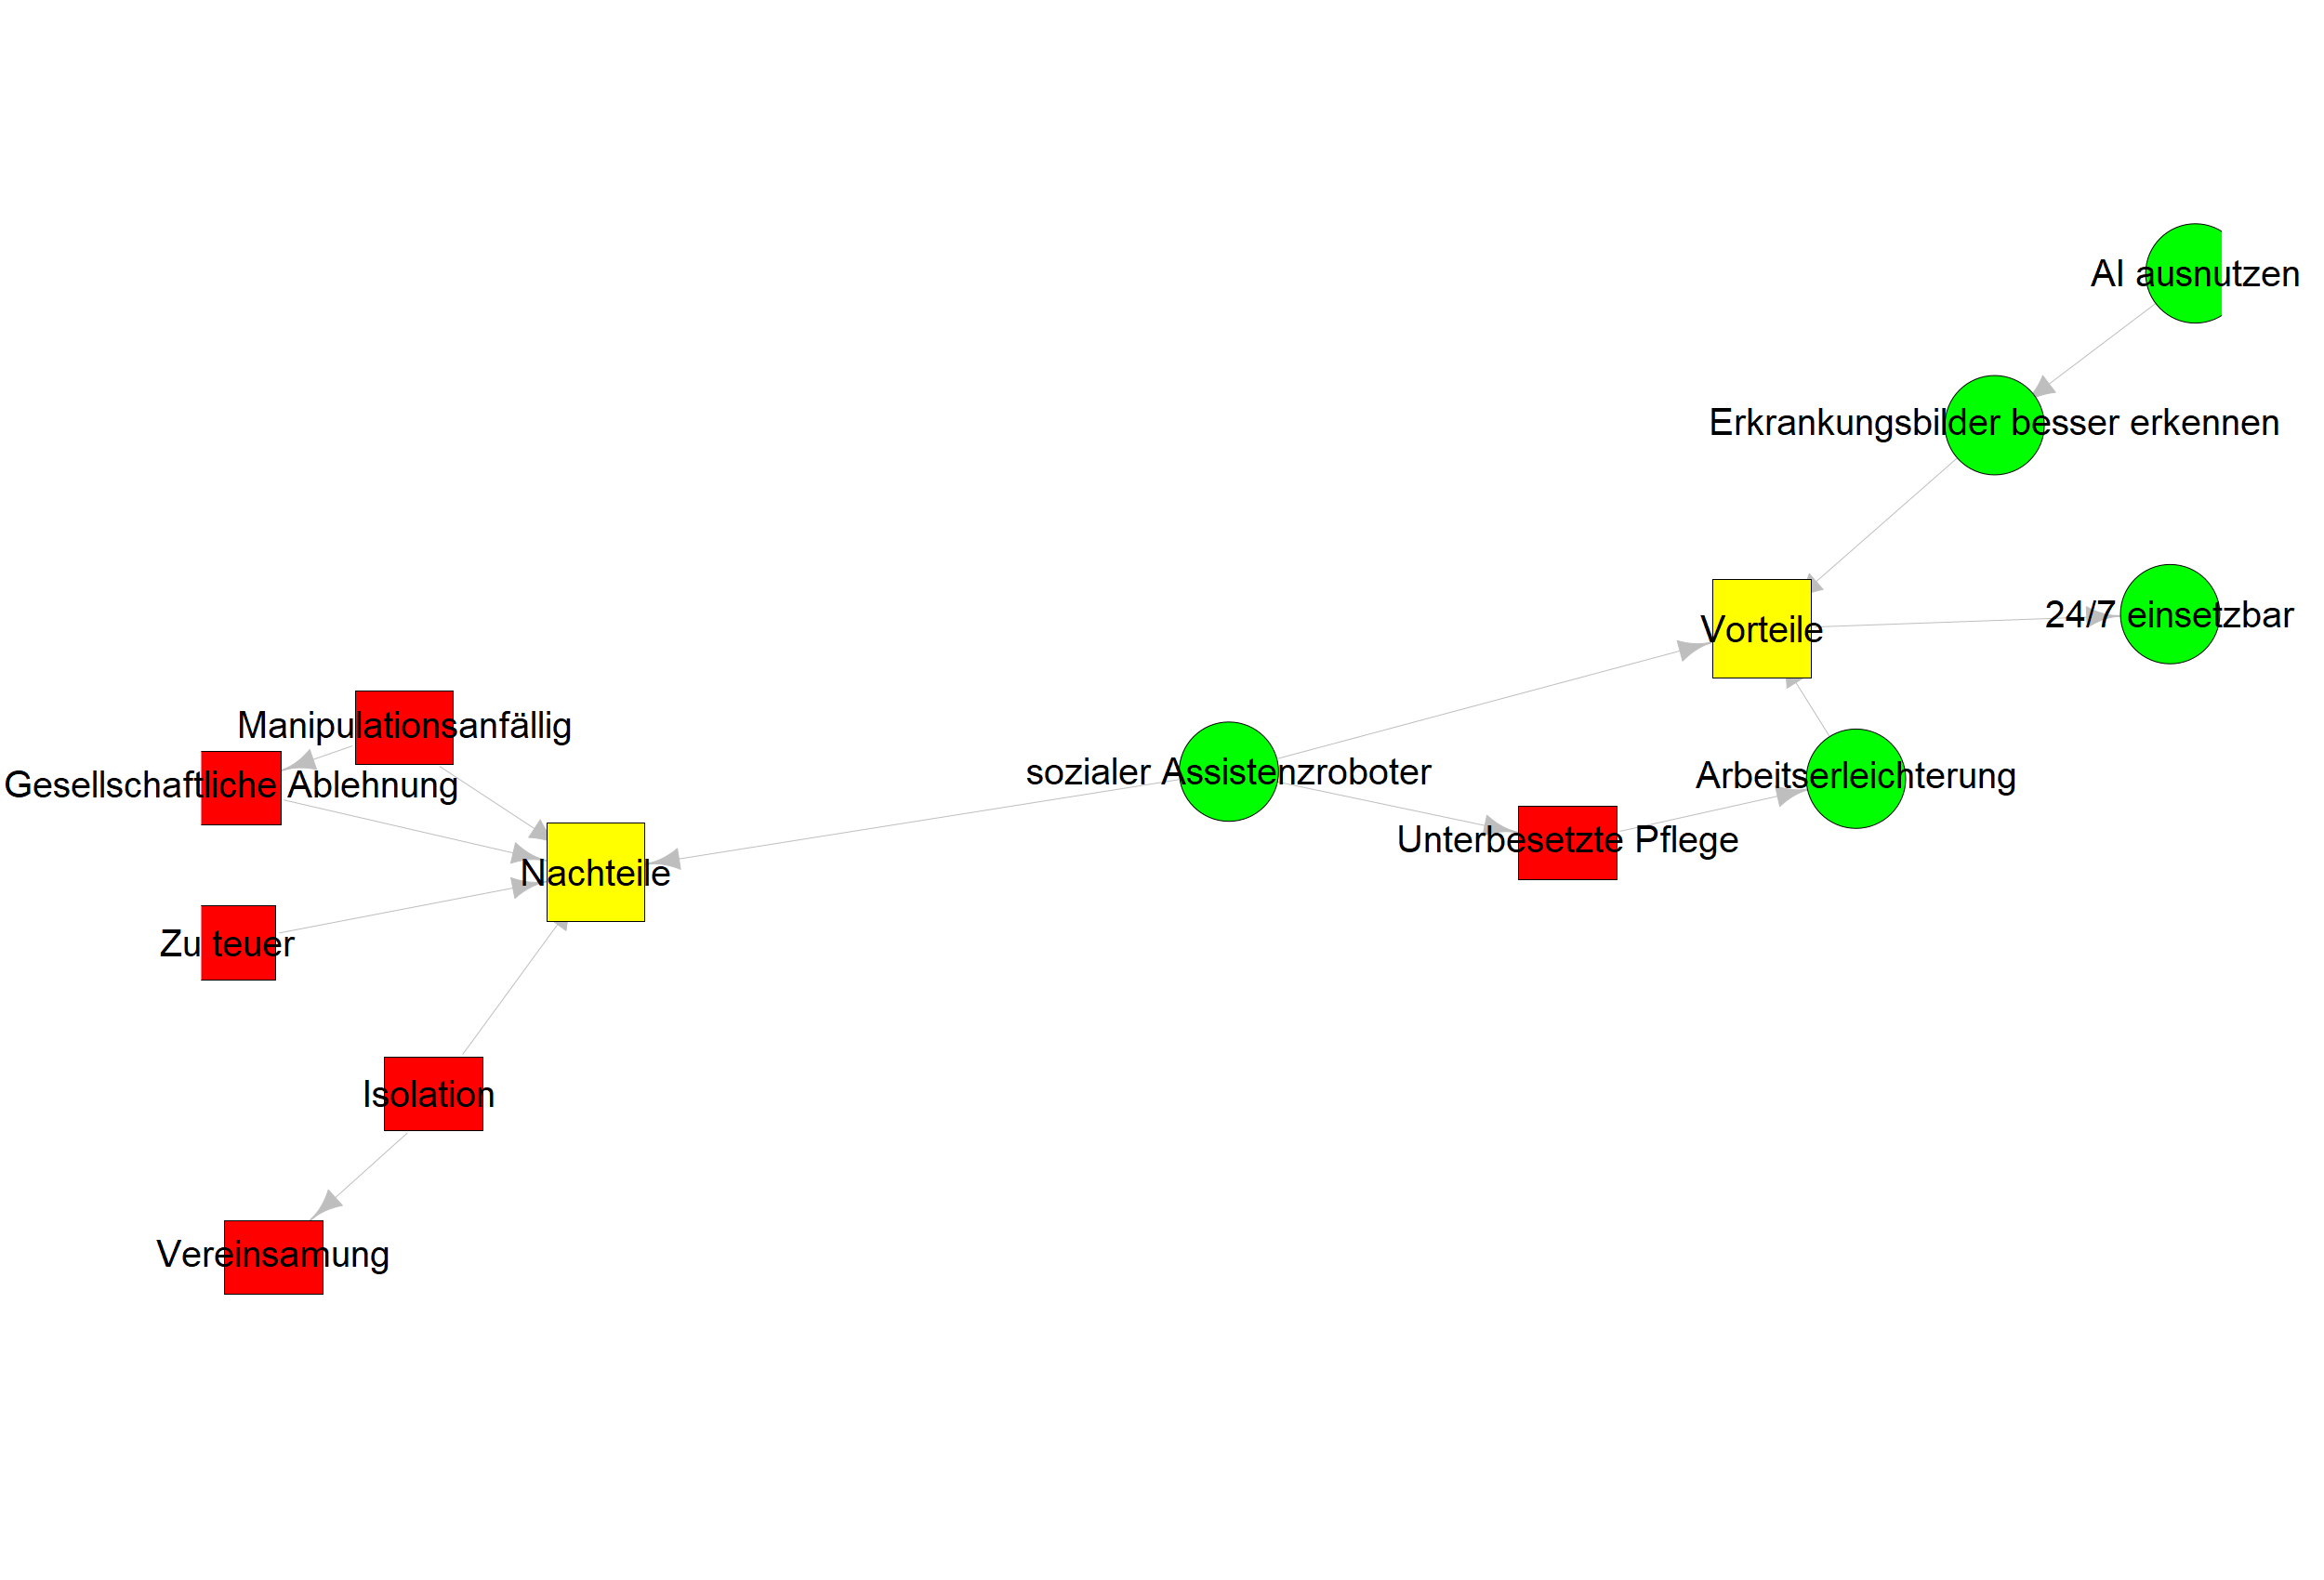 AI ausnutzen
Erkrankungsbilder besser erkennen
24/7 einsetzbar
Vorteile
Manipulationsanfällig
Gesellschaftliche Ablehnung
sozialer Assistenzroboter
Arbeitserleichterung
Unterbesetzte Pflege
Nachteile
Zu teuer
Isolation
Vereinsamung